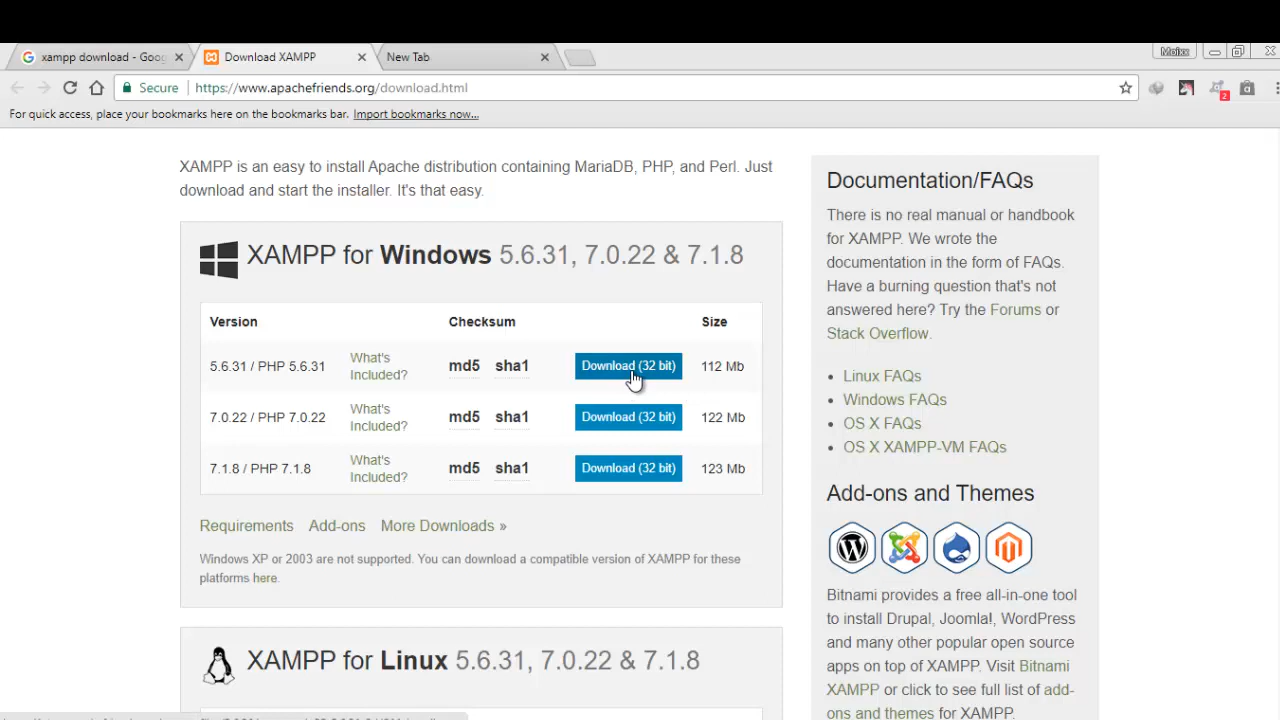 xampp download - Goog
Download XAMPP
New Tab
Moixx
Secure
https://www.apachefriends.org/download.html
2
For quick access, place your bookmarks here on the bookmarks bar. Import bookmarks now...
XAMPP is an easy to install Apache distribution containing MariaDB, PHP, and Perl. Just
download and start the installer. It's that easy.
XAMPP for Windows 5.6.31, 7.0.22 & 7.1.8
Version Checksum Size
5.6.31 / PHP 5.6.31 What's Included? md5 sha1 Download (32 bit) 112 Mb
7.0.22 / PHP 7.0.22 What's Included? md5 sha1 Download (32 bit) 122 Mb
7.1.8 / PHP 7.1.8 What's Included? md5 sha1 Download (32 bit) 123 Mb
Requirements Add-ons More Downloads »
Windows XP or 2003 are not supported. You can download a compatible version of XAMPP for these
platforms here.
XAMPP for Linux 5.6.31, 7.0.22 & 7.1.8
Documentation/FAQs
There is no real manual or handbook
for XAMPP. We wrote the
documentation in the form of FAQs.
Have a burning question that's not
answered here? Try the Forums or
Stack Overflow.
• Linux FAQs
• Windows FAQs
• OS X FAQs
• OS X XAMPP-VM FAQs
Add-ons and Themes
Bitnami provides a free all-in-one tool
to install Drupal, Joomla!, WordPress
and many other popular open source
apps on top of XAMPP. Visit Bitnami
XAMPP or click to see full list of add-
ons and themes for XAMPP.